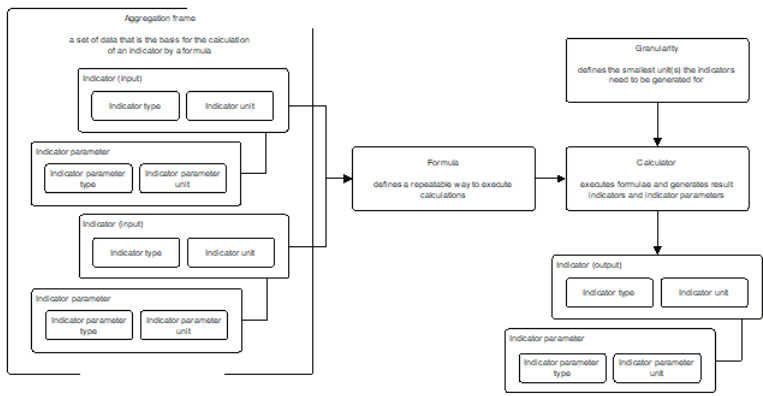 Aggregation frame
a set of data that is the basis for the calculation
of an indicator by a formula
Indicator (input)
Indicator type
Indicator unit
Indicator parameter
Indicator parameter
type
Indicator parameter
unit
Indicator (input)
Indicator type
Indicator unit
Indicator parameter
Indicator parameter
type
Indicator parameter
unit
Formula
defines a repeatable way to execute
calculations
Granularity
defines the smallest unit(s) the indicators
need to be generated for
Calculator
executes formulae and generates result
indicators and indicator parameters
Indicator (output)
Indicator type
Indicator unit
Indicator parameter
Indicator parameter
type
Indicator parameter
unit